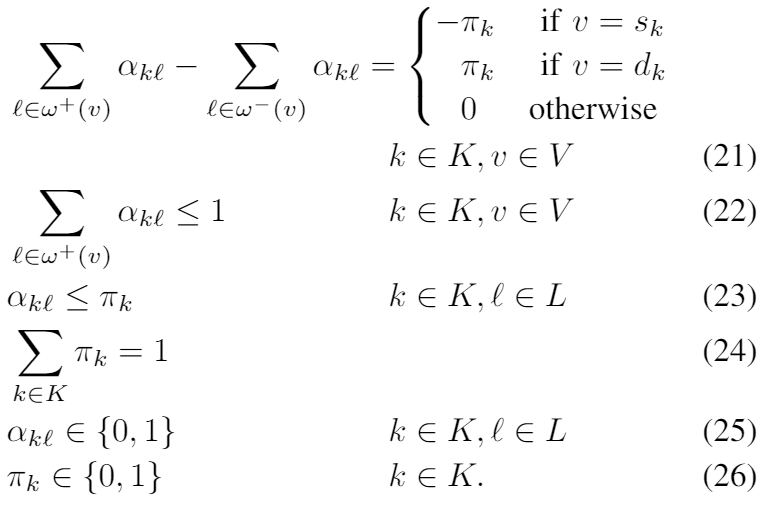 ∑_{ℓ∈ω⁺(v)} α_{kℓ} − ∑_{ℓ∈ω⁻(v)} α_{kℓ} = { −π_k if v = s_k
π_k if v = d_k
0 otherwise
k ∈ K, v ∈ V (21)
∑_{ℓ∈ω⁺(v)} α_{kℓ} ≤ 1 k ∈ K, v ∈ V (22)
α_{kℓ} ≤ π_k k ∈ K, ℓ ∈ L (23)
∑_{k∈K} π_k = 1 (24)
α_{kℓ} ∈ {0, 1} k ∈ K, ℓ ∈ L (25)
π_k ∈ {0, 1} k ∈ K. (26)